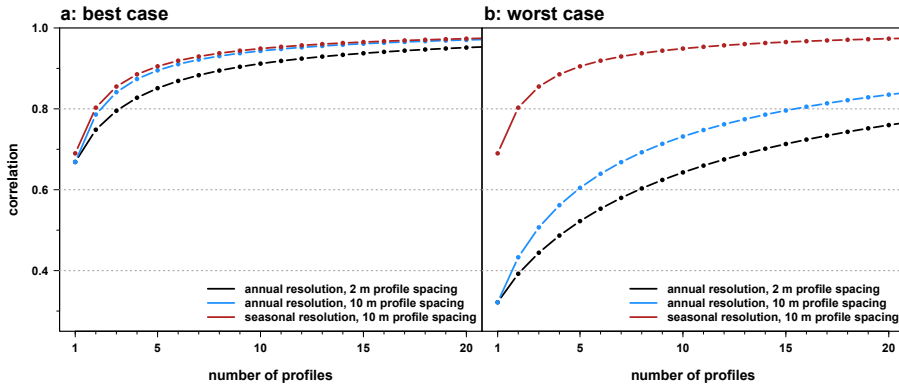 a: best case
b: worst case
correlation
1.0
0.8
0.6
0.4
annual resolution, 2 m profile spacing
annual resolution, 10 m profile spacing
seasonal resolution, 10 m profile spacing
annual resolution, 2 m profile spacing
annual resolution, 10 m profile spacing
seasonal resolution, 10 m profile spacing
1 5 10 15 20
1 5 10 15 20
number of profiles
number of profiles